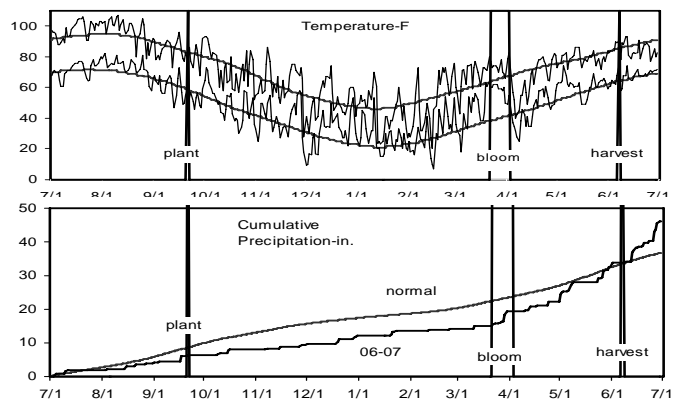 Temperature-F
100
80
60
40
20
0
plant
bloom
harvest
7/1 8/1 9/1 10/1 11/1 12/1 1/1 2/1 3/1 4/1 5/1 6/1 7/1
50
40
30
20
10
0
Cumulative
Precipitation-in.
normal
plant
06-07
bloom
harvest
7/1 8/1 9/1 10/1 11/1 12/1 1/1 2/1 3/1 4/1 5/1 6/1 7/1